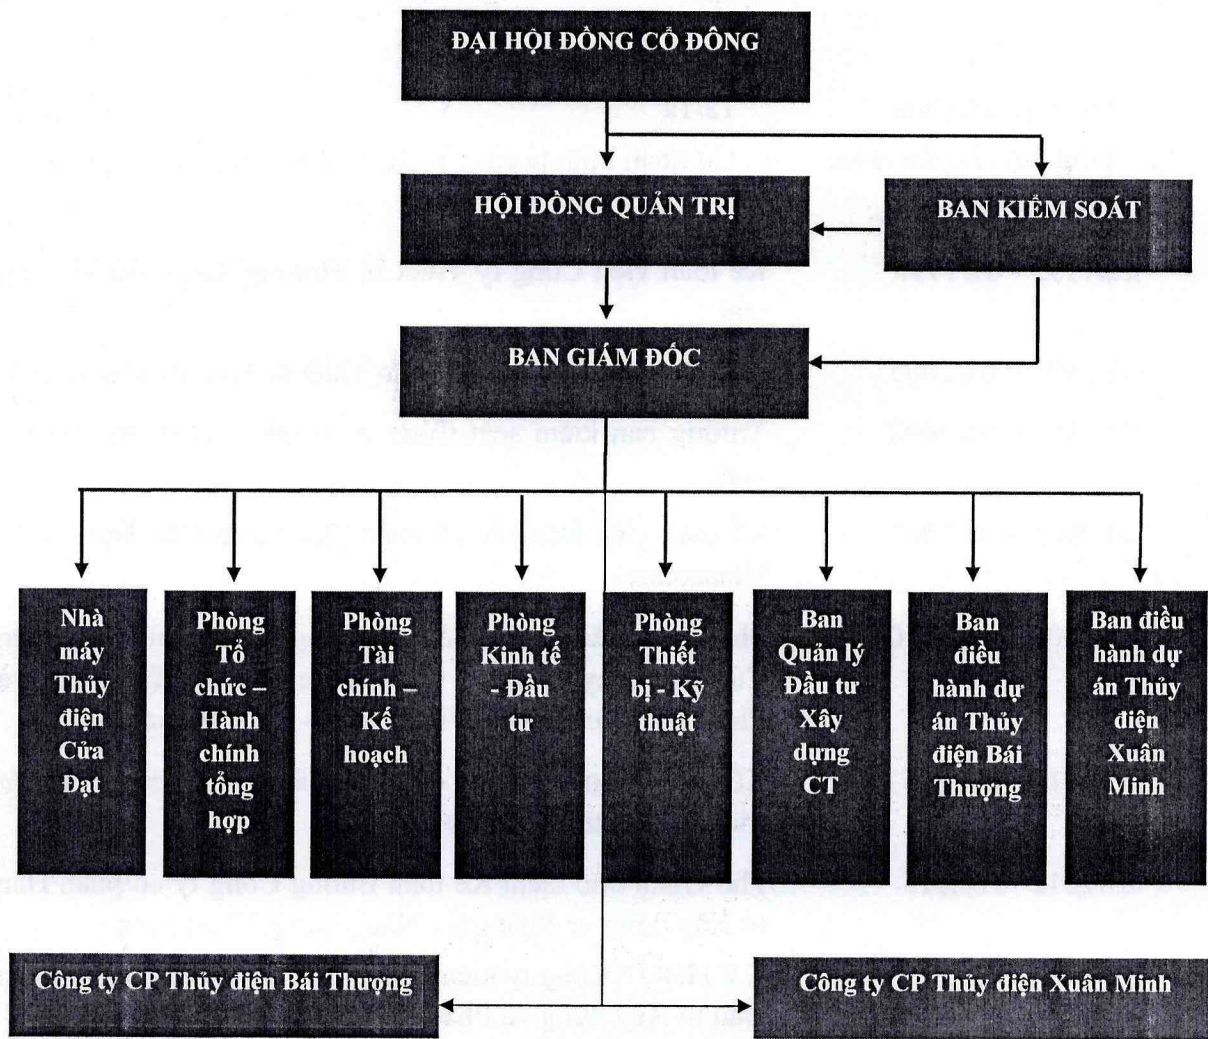 ĐẠI HỘI ĐỒNG CỔ ĐÔNG
HỘI ĐỒNG QUẢN TRỊ
BAN KIỂM SOÁT
BAN GIÁM ĐỐC
Nhà
máy
Thủy
điện
Cửa
Đạt
Phòng
Tổ
chức –
Hành
chính
tổng
hợp
Phòng
Tài
chính –
Kế
hoạch
Phòng
Kinh tế
- Đầu
tư
Phòng
Thiết
bị - Kỹ
thuật
Ban
Quản lý
Đầu tư
Xây
dựng
CT
Ban
điều
hành dự
án Thủy
điện Bái
Thượng
Ban điều
hành dự
án Thủy
điện
Xuân
Minh
Công ty CP Thủy điện Bái Thượng
Công ty CP Thủy điện Xuân Minh